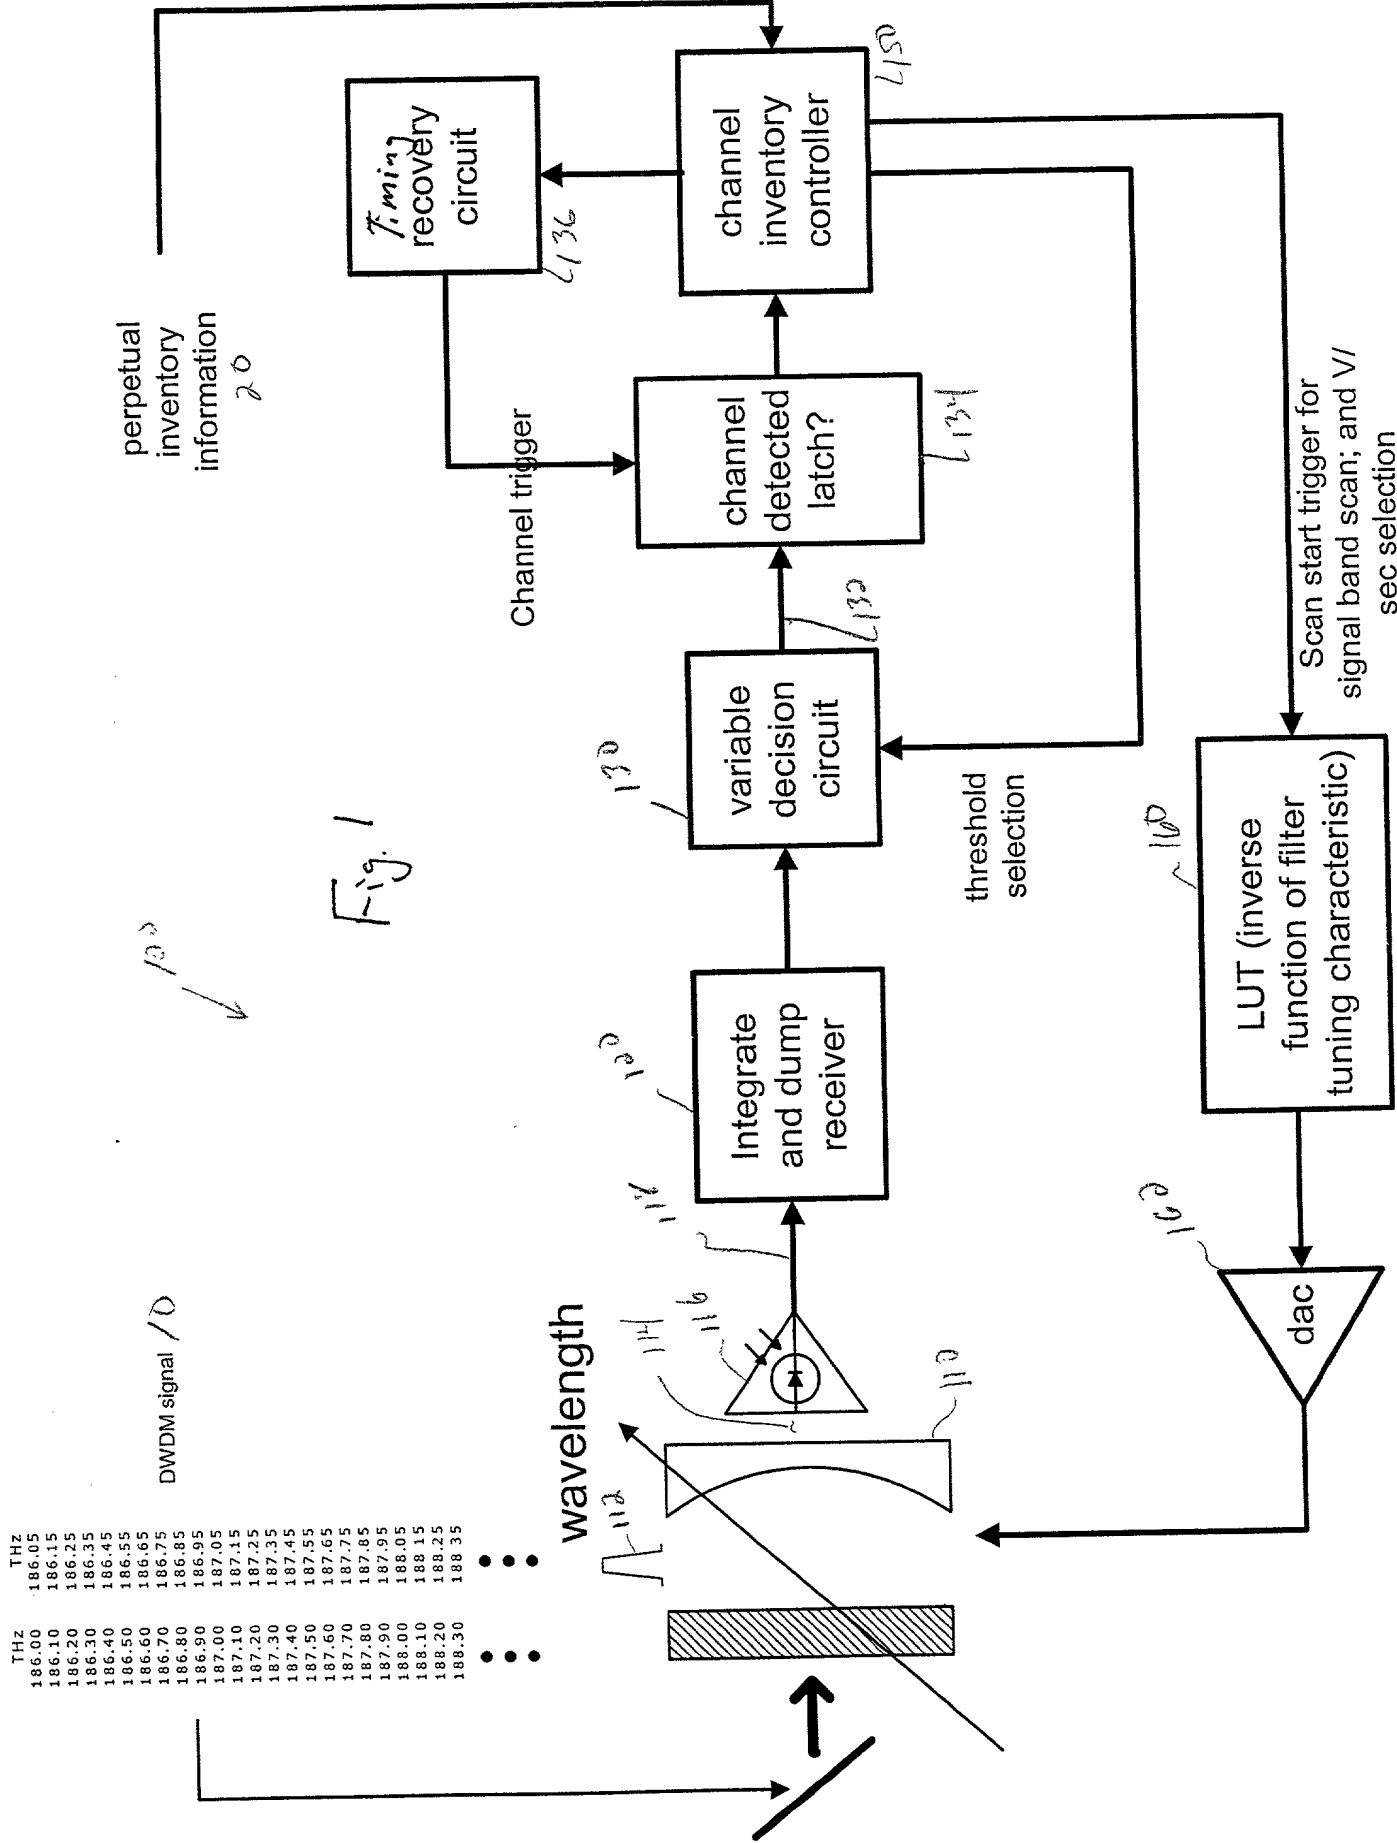 THz THz
186.00 186.05
186.10 186.15
186.20 186.25
186.30 186.35
186.40 186.45
186.50 186.55
186.60 186.65
186.70 186.75
186.80 186.85
186.90 186.95
187.00 187.05
187.10 187.15
187.20 187.25
187.30 187.35
187.40 187.45
187.50 187.55
187.60 187.65
187.70 187.75
187.80 187.85
187.90 187.95
188.00 188.05
188.10 188 15
188.20 188.25
188.30 188 35
DWDM signal 10
100
Fig. 1
perpetual
inventory
information
20
wavelength
112
114
116
118
110
Integrate
and dump
receiver
120
variable
decision
circuit
130
132
threshold
selection
Channel trigger
channel
detected
latch?
134
Timing
recovery
circuit
136
channel
inventory
controller
150
Scan start trigger for
signal band scan; and V/
sec selection
LUT (inverse
function of filter
tuning characteristic)
160
dac
162